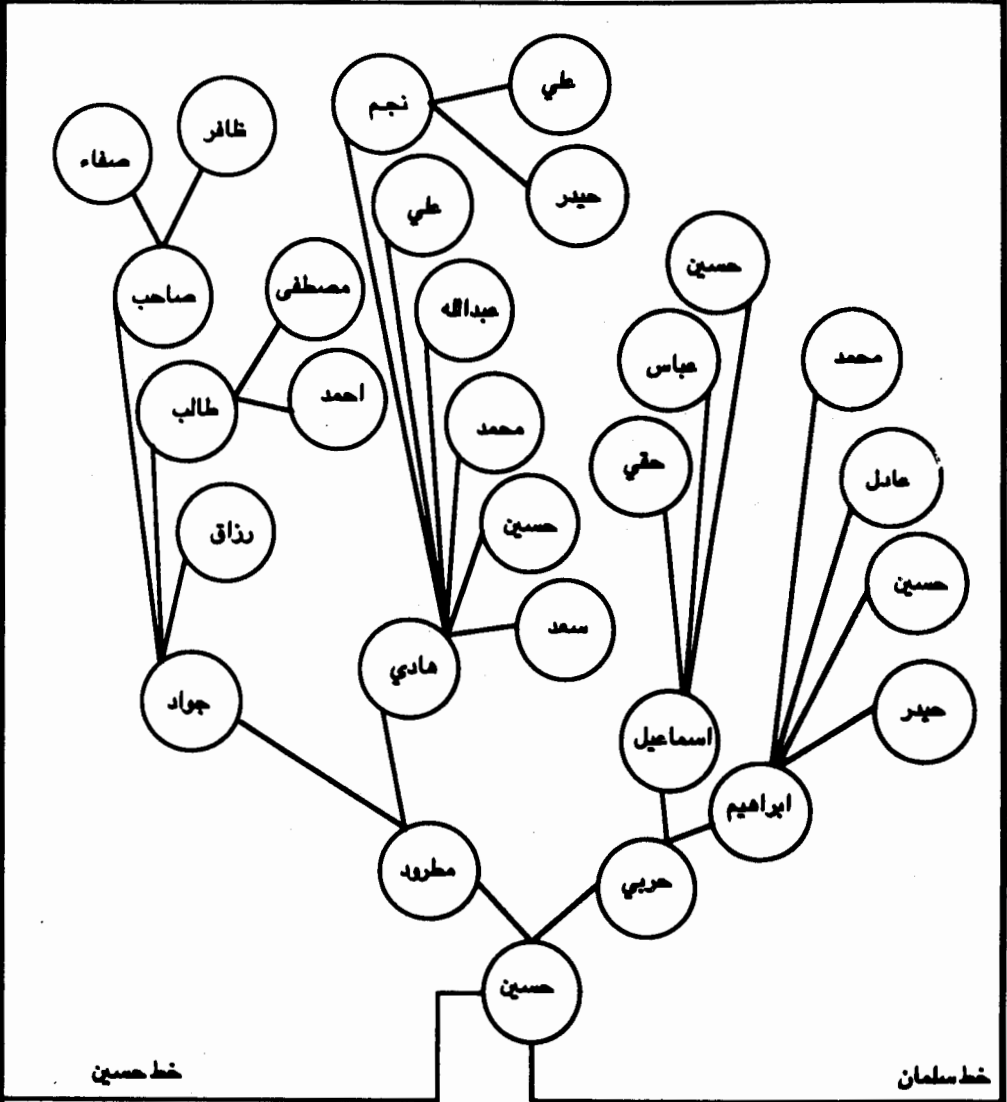 نجم
علي
ظافر
صفاء
حيدر
علي
حسين
مصطفى
صاحب
عبدالله
محمد
عباس
احمد
طالب
محمد
حقي
عادل
رزاق
حسين
حسين
سعد
هادي
جواد
حيدر
اسماعيل
ابراهيم
مطرود
حربي
حسين
خط سلمان
خط حسين